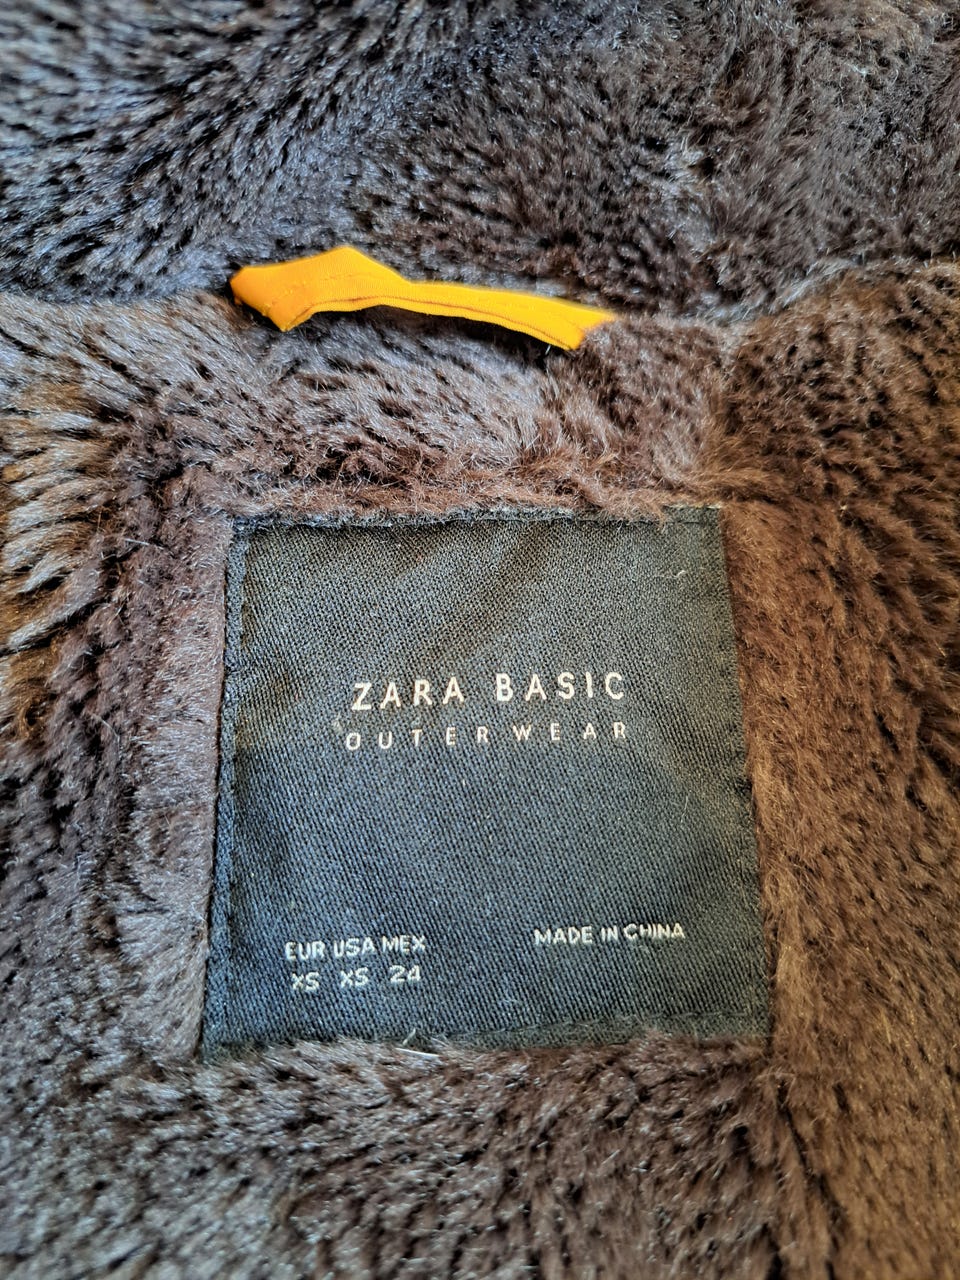 ZARA BASIC
OUTERWEAR
EUR USA MEX
XS XS 24
MADE IN CHINA